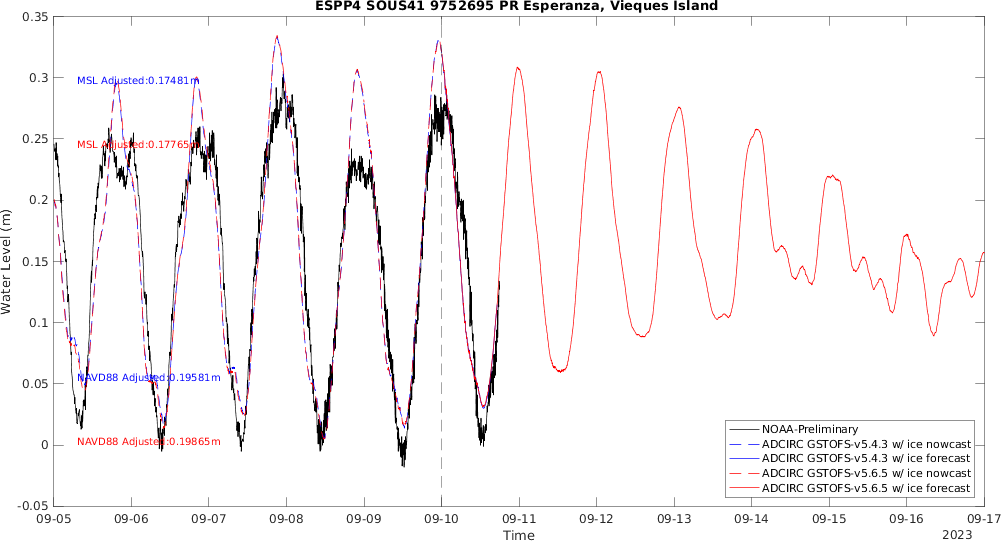 ESPP4 SOUS41 9752695 PR Esperanza, Vieques Island
0.35
0.3
0.25
0.2
0.15
0.1
0.05
0
-0.05
Water Level (m)
MSL Adjusted:0.17481m
MSL Adjusted:0.17765m
NAVD88 Adjusted:0.19581m
NAVD88 Adjusted:0.19865m
NOAA-Preliminary
ADCIRC GSTOFS-v5.4.3 w/ ice nowcast
ADCIRC GSTOFS-v5.4.3 w/ ice forecast
ADCIRC GSTOFS-v5.6.5 w/ ice nowcast
ADCIRC GSTOFS-v5.6.5 w/ ice forecast
09-05 09-06 09-07 09-08 09-09 09-10 09-11 09-12 09-13 09-14 09-15 09-16 09-17
Time
2023